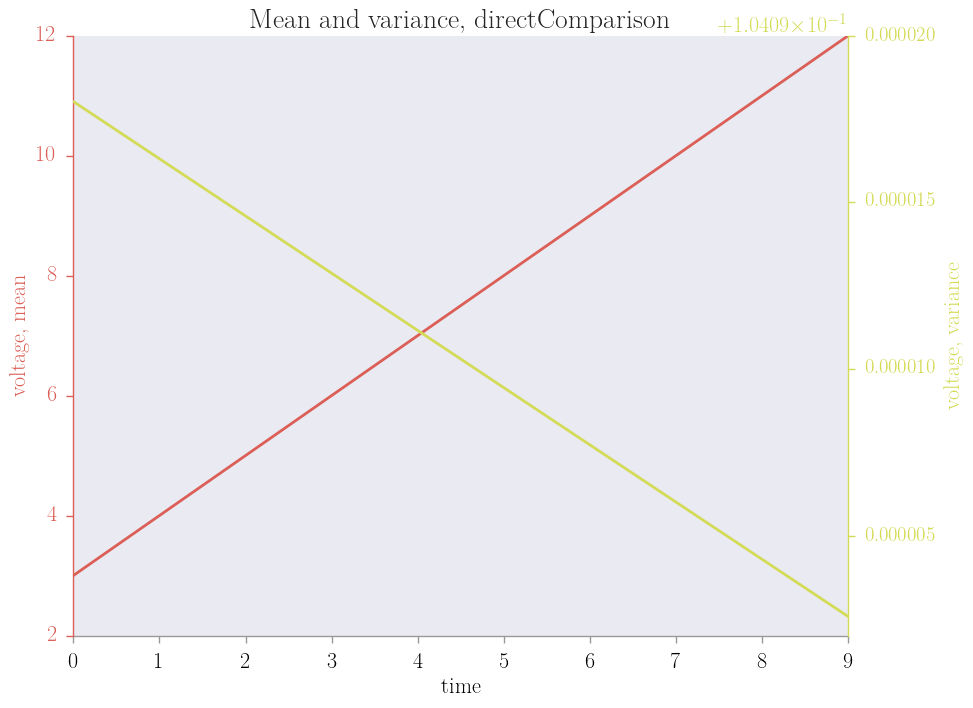 Mean and variance, directComparison
+1.0409×10⁻¹
12
10
8
6
4
2
voltage, mean
0.000020
0.000015
0.000010
0.000005
voltage, variance
0 1 2 3 4 5 6 7 8 9
time